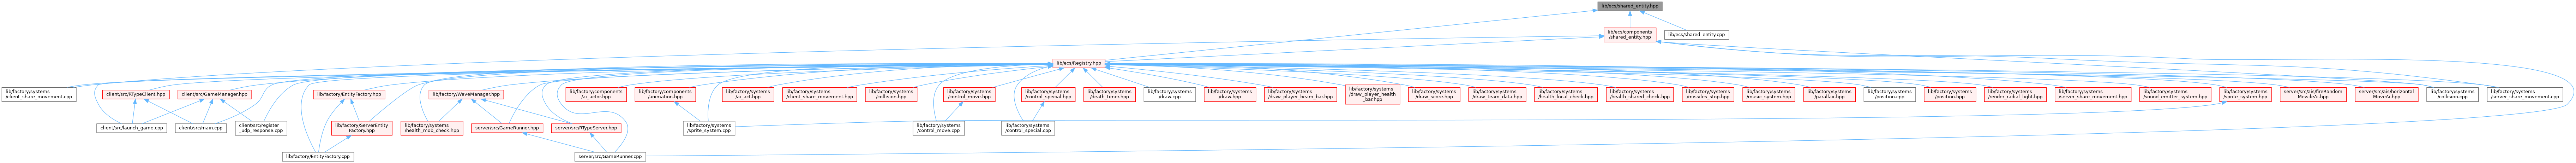 lib/ecs/shared_entity.hpp
lib/ecs/components
/shared_entity.hpp
lib/ecs/shared_entity.cpp
lib/ecs/Registry.hpp
lib/factory/systems
/client_share_movement.cpp
client/src/RTypeClient.hpp
client/src/GameManager.hpp
lib/factory/EntityFactory.hpp
lib/factory/WaveManager.hpp
lib/factory/components
/ai_actor.hpp
lib/factory/components
/animation.hpp
lib/factory/systems
/ai_act.hpp
lib/factory/systems
/client_share_movement.hpp
lib/factory/systems
/collision.hpp
lib/factory/systems
/control_move.hpp
lib/factory/systems
/control_special.hpp
lib/factory/systems
/death_timer.hpp
lib/factory/systems
/draw.cpp
lib/factory/systems
/draw.hpp
lib/factory/systems
/draw_player_beam_bar.hpp
lib/factory/systems
/draw_player_health
_bar.hpp
lib/factory/systems
/draw_score.hpp
lib/factory/systems
/draw_team_data.hpp
lib/factory/systems
/health_local_check.hpp
lib/factory/systems
/health_shared_check.hpp
lib/factory/systems
/missiles_stop.hpp
lib/factory/systems
/music_system.hpp
lib/factory/systems
/parallax.hpp
lib/factory/systems
/position.cpp
lib/factory/systems
/position.hpp
lib/factory/systems
/render_radial_light.hpp
lib/factory/systems
/server_share_movement.hpp
lib/factory/systems
/sound_emitter_system.hpp
lib/factory/systems
/sprite_system.hpp
server/src/ais/fireRandom
MissileAi.hpp
server/src/ais/horizontal
MoveAi.hpp
lib/factory/systems
/collision.cpp
lib/factory/systems
/server_share_movement.cpp
client/src/launch_game.cpp
client/src/main.cpp
client/src/register
_udp_response.cpp
lib/factory/ServerEntity
Factory.hpp
lib/factory/systems
/health_mob_check.hpp
server/src/GameRunner.hpp
server/src/RTypeServer.hpp
lib/factory/systems
/sprite_system.cpp
lib/factory/systems
/control_move.cpp
lib/factory/systems
/control_special.cpp
lib/factory/EntityFactory.cpp
server/src/GameRunner.cpp